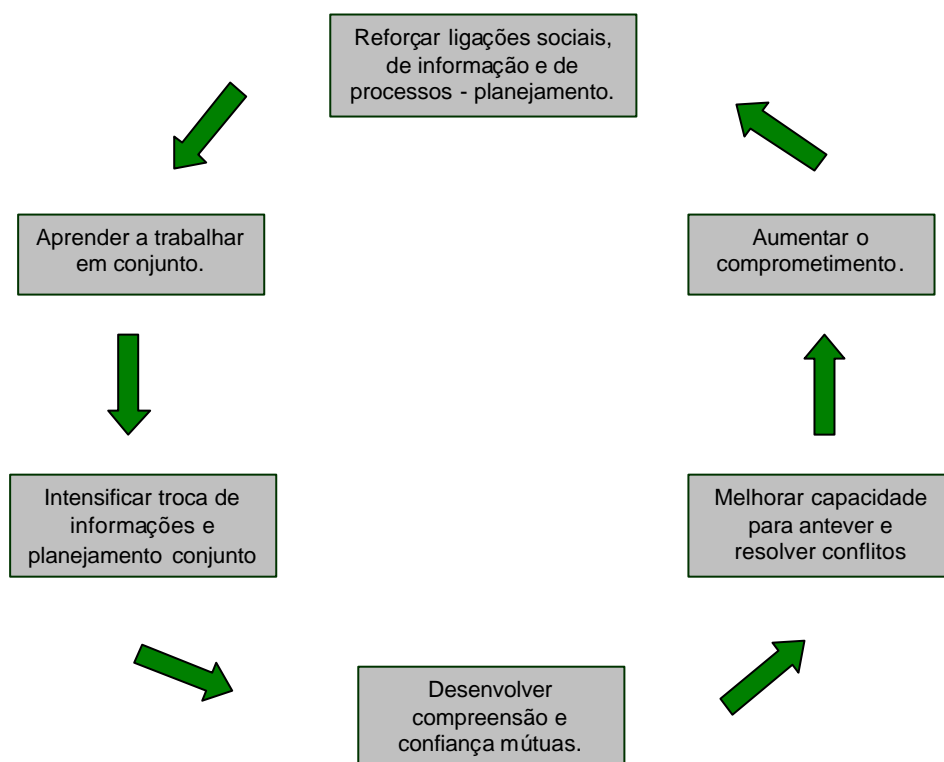 Reforçar ligações sociais,
de informação e de
processos - planejamento.
Aprender a trabalhar
em conjunto.
Aumentar o
comprometimento.
Intensificar troca de
informações e
planejamento conjunto
Melhorar capacidade
para antever e
resolver conflitos
Desenvolver
compreensão e
confiança mútuas.